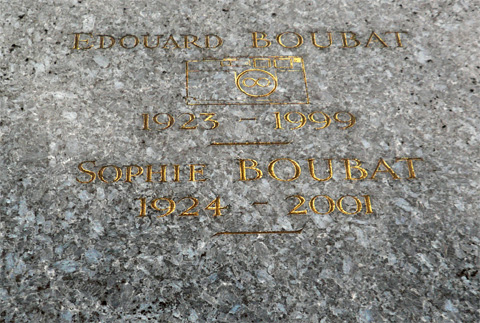 Edouard BOUBAT
1923 - 1999
Sophie BOUBAT
1924 - 2001